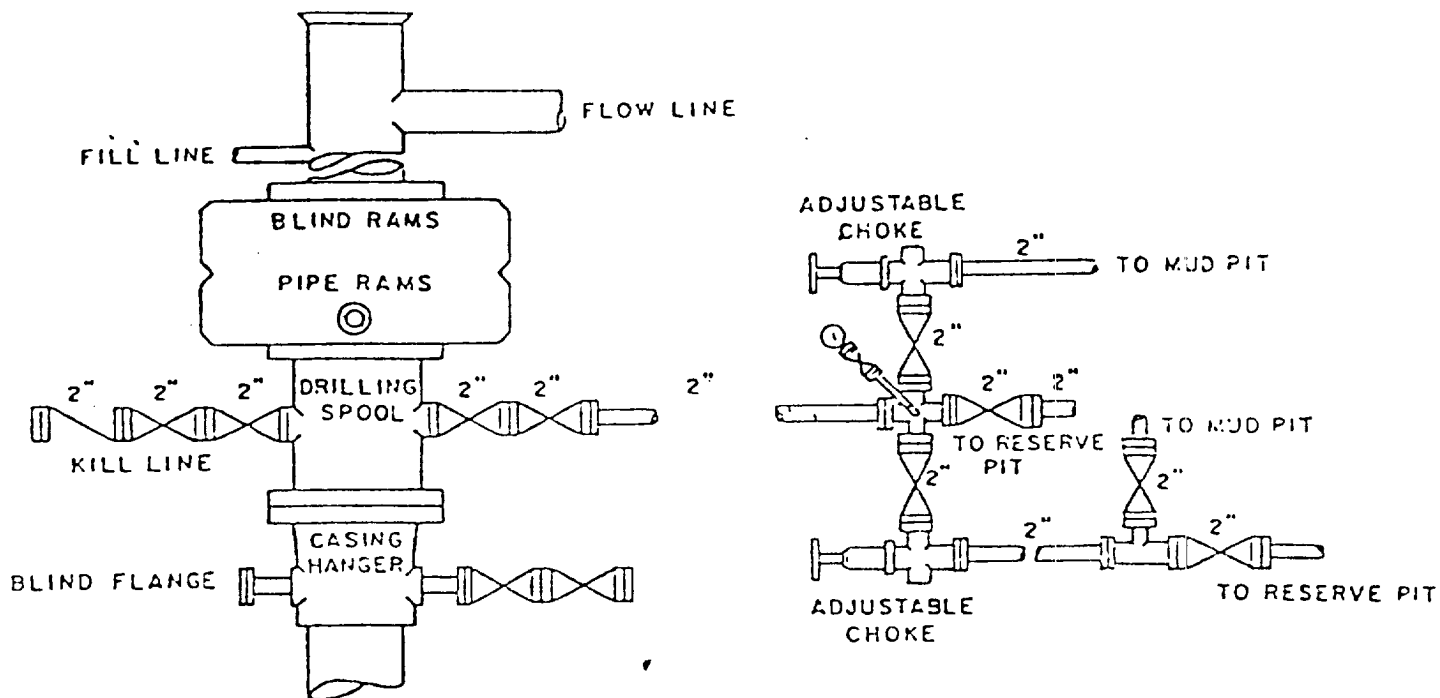 FLOW LINE
FILL LINE
BLIND RAMS
PIPE RAMS
2" 2" 2" DRILLING 2" 2" 2"
SPOOL
KILL LINE
CASING
HANGER
BLIND FLANGE
ADJUSTABLE
CHOKE
2"
TO MUD PIT
2"
2" 2"
TO RESERVE
PIT
TO MUD PIT
2"
2"
2"
2"
TO RESERVE PIT
ADJUSTABLE
CHOKE